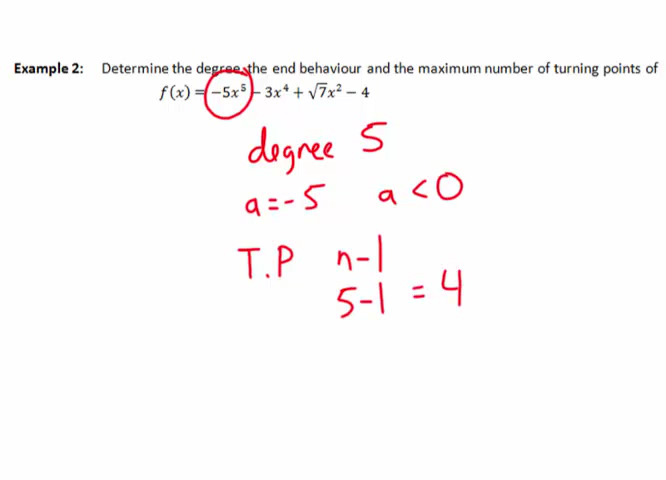 Example 2: Determine the degree, the end behaviour and the maximum number of turning points of
f(x) = −5x⁵ − 3x⁴ + √7x² − 4
degree 5
a=-5 a<0
T.P n-1
5-1 = 4